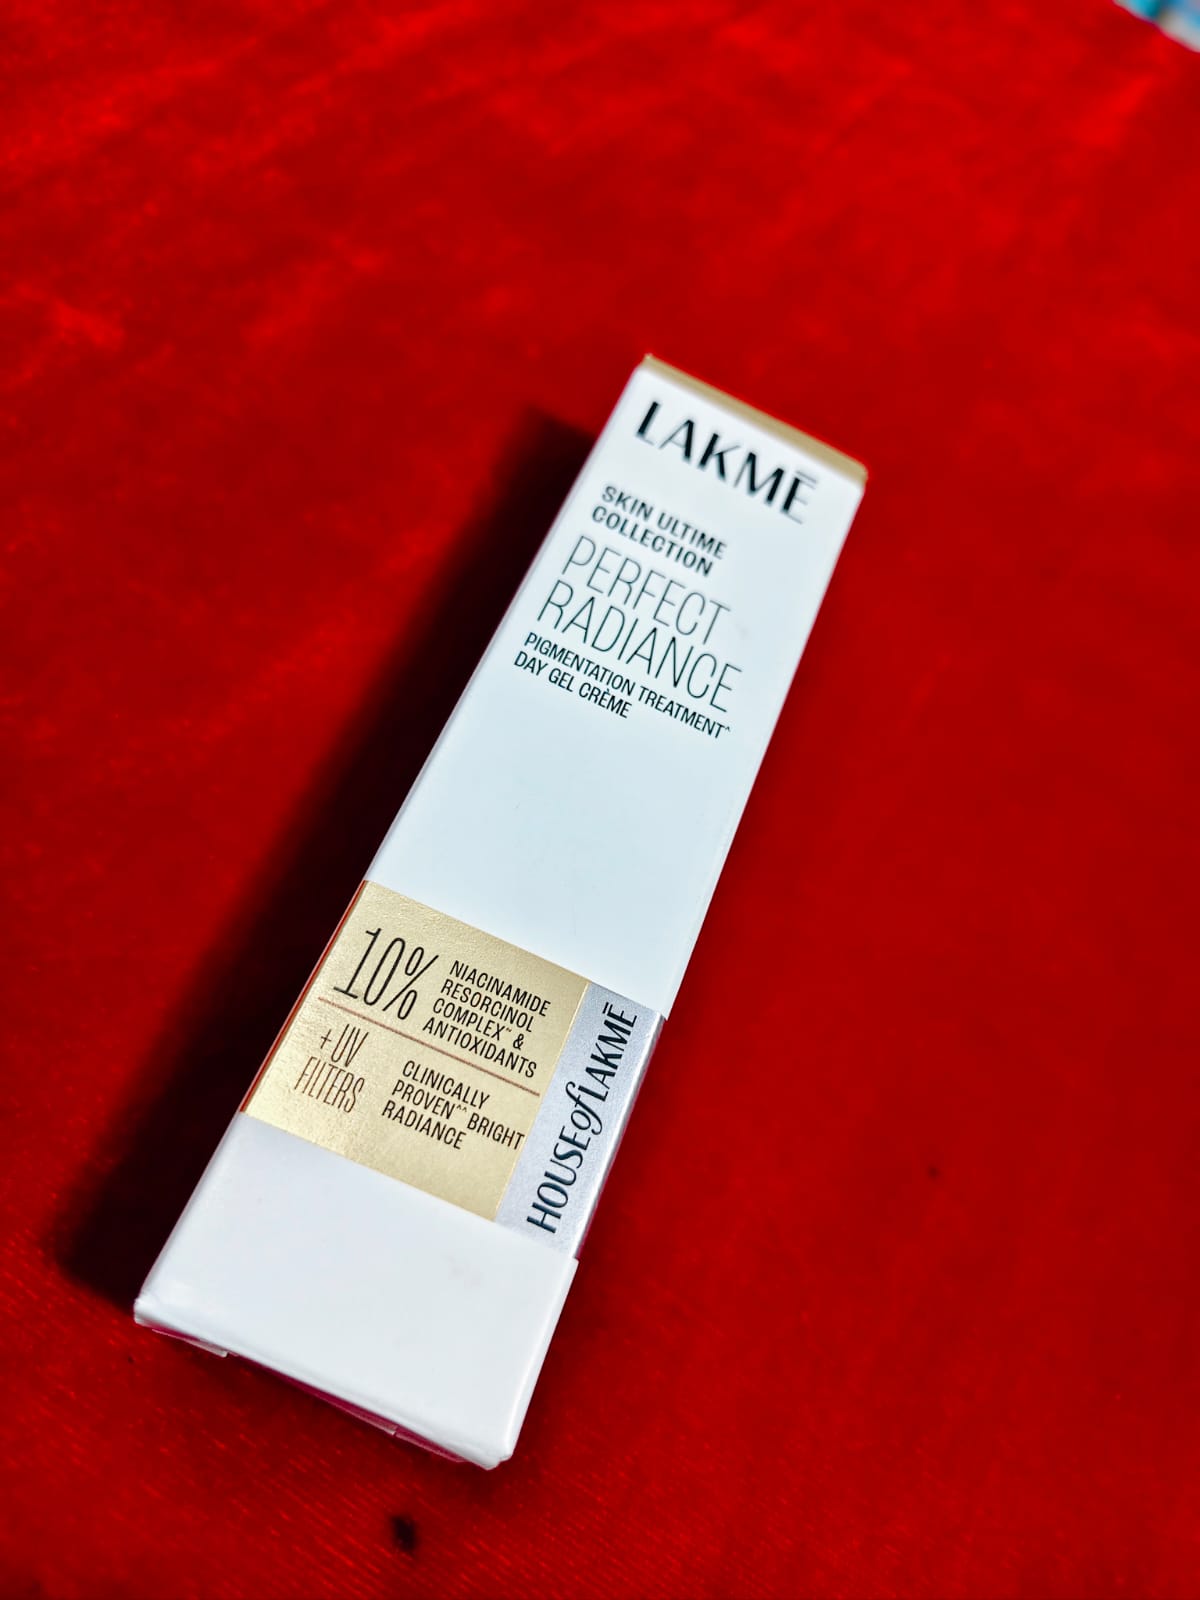 LAKMĒ
SKIN ULTIME
COLLECTION
PERFECT
RADIANCE
PIGMENTATION TREATMENT^
DAY GEL CRÈME
10%
NIACINAMIDE
RESORCINOL
COMPLEX~ &
ANTIOXIDANTS
+ UV
FILTERS
CLINICALLY
PROVEN^^ BRIGHT
RADIANCE
HOUSE of LAKMĒ